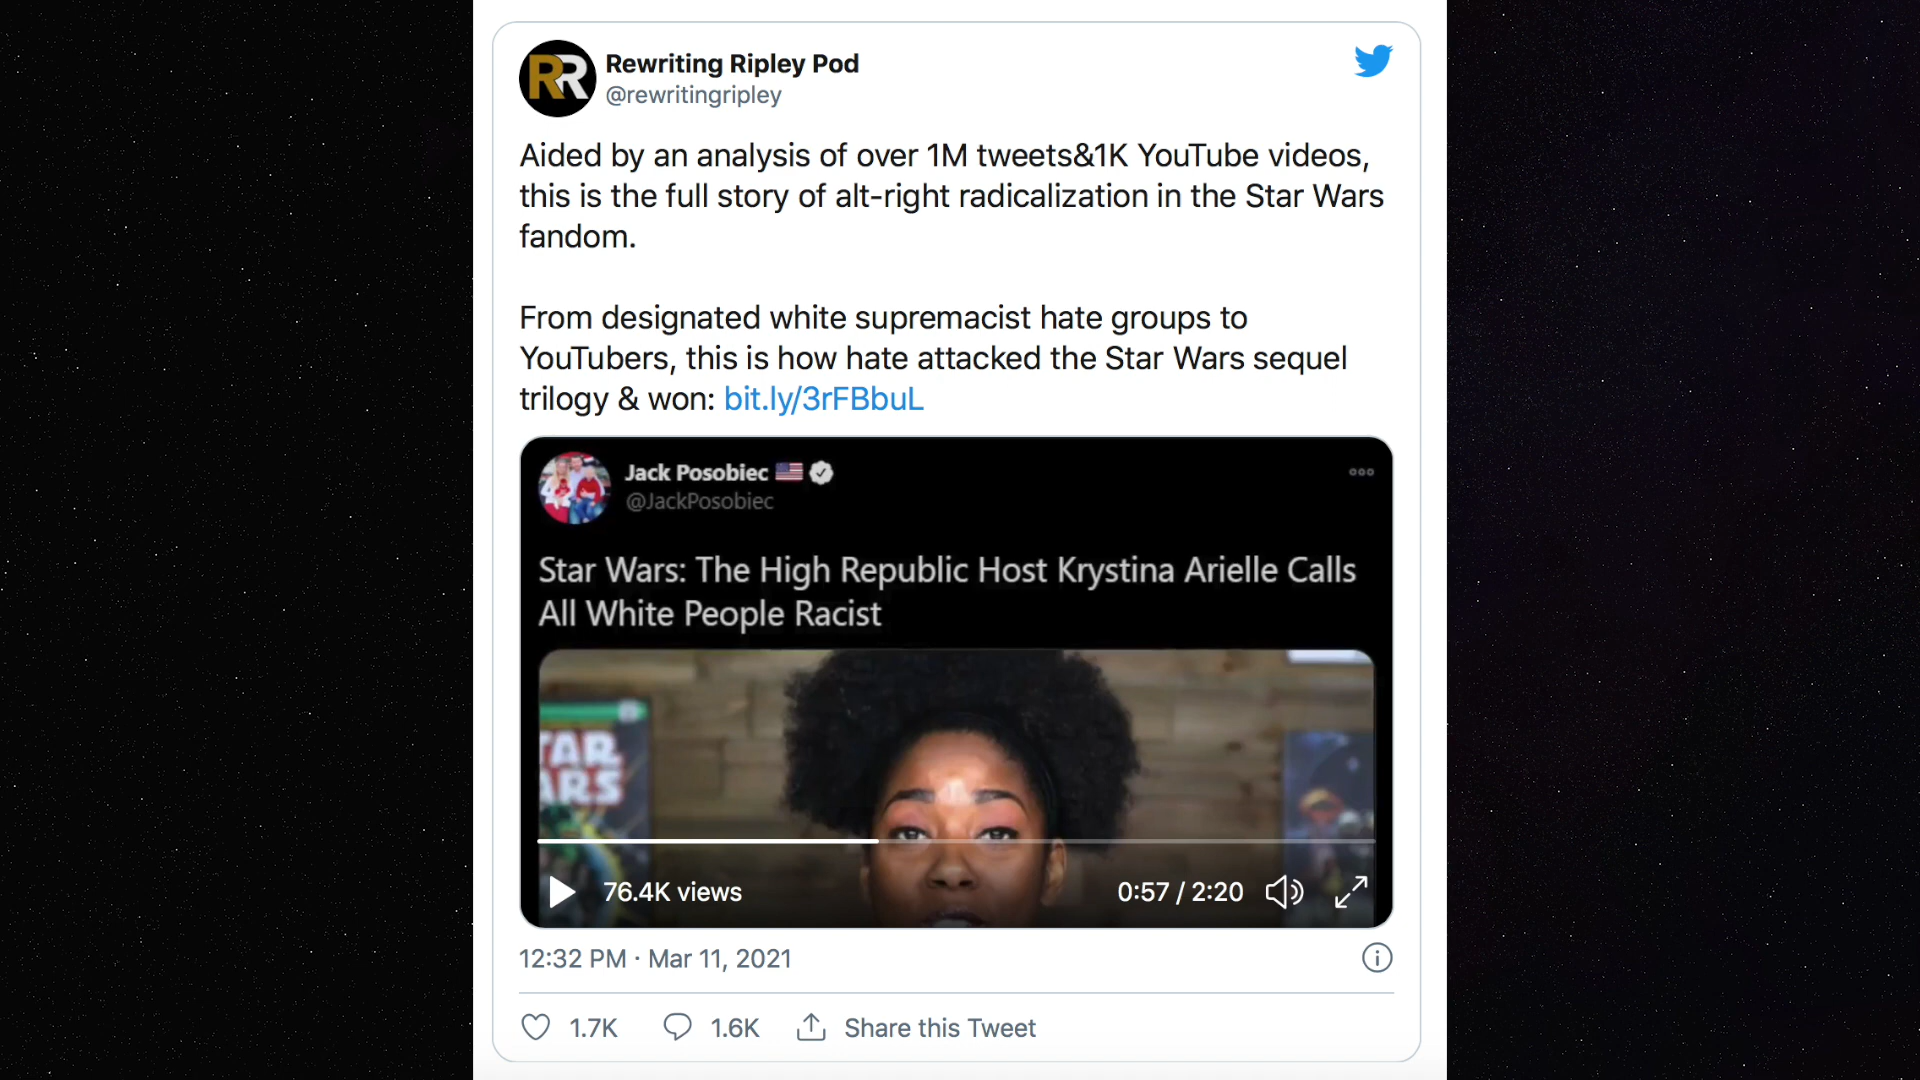 RR
Rewriting Ripley Pod
@rewritingripley
Aided by an analysis of over 1M tweets&1K YouTube videos,
this is the full story of alt-right radicalization in the Star Wars
fandom.
From designated white supremacist hate groups to
YouTubers, this is how hate attacked the Star Wars sequel
trilogy & won: bit.ly/3rFBbuL
Jack Posobiec
@JackPosobiec
Star Wars: The High Republic Host Krystina Arielle Calls
All White People Racist
TAR
ARS
76.4K views
0:57 / 2:20
12:32 PM · Mar 11, 2021
1.7K
1.6K
Share this Tweet